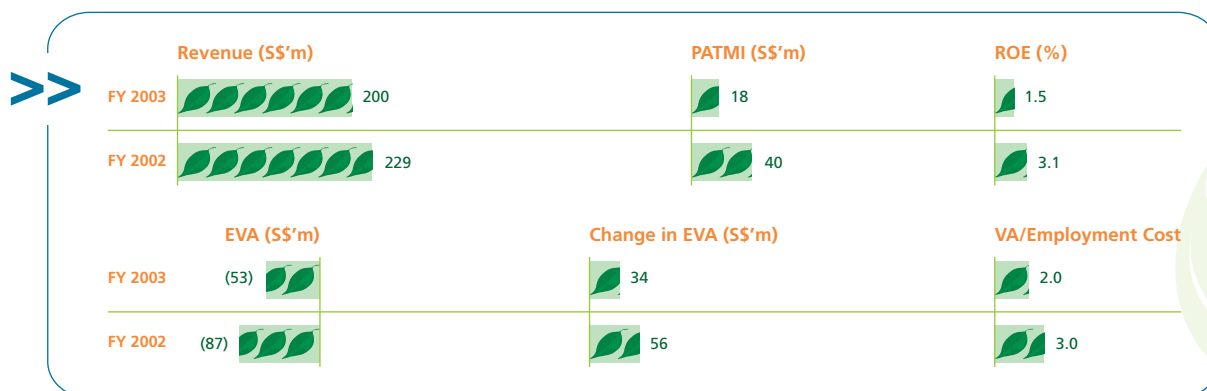 Revenue (S$'m) PATMI (S$'m) ROE (%)
>> FY 2003 200 18 1.5
FY 2002 229 40 3.1
EVA (S$'m) Change in EVA (S$'m) VA/Employment Cost
FY 2003 (53) 34 2.0
FY 2002 (87) 56 3.0